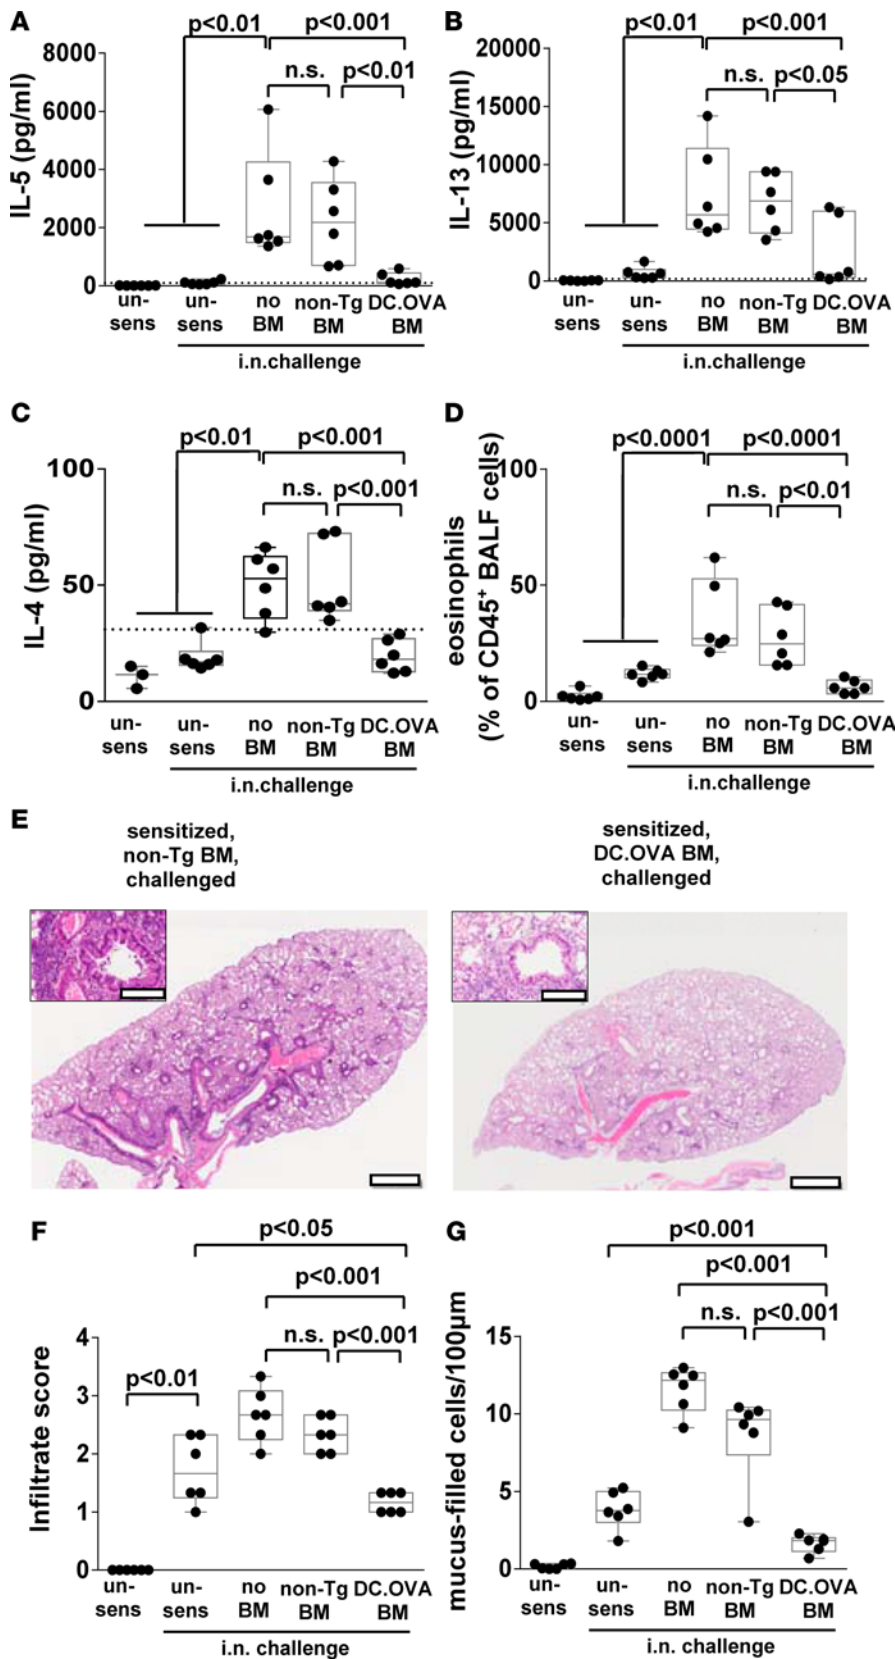 A
p<0.01
p<0.001
n.s.
p<0.01
8000
6000
4000
2000
0
IL-5 (pg/ml)
un-
sens
un-
sens
no
BM
non-Tg
BM
DC.OVA
BM
i.n.challenge
B
p<0.01
p<0.001
n.s.
p<0.05
20000
15000
10000
5000
0
IL-13 (pg/ml)
un-
sens
un-
sens
no
BM
non-Tg
BM
DC.OVA
BM
i.n.challenge
C
p<0.01
p<0.001
n.s.
p<0.001
100
50
0
IL-4 (pg/ml)
un-
sens
un-
sens
no
BM
non-Tg
BM
DC.OVA
BM
i.n.challenge
D
p<0.0001
p<0.0001
n.s.
p<0.01
100
50
0
eosinophils
(% of CD45⁺ BALF cells)
un-
sens
un-
sens
no
BM
non-Tg
BM
DC.OVA
BM
i.n.challenge
E
sensitized,
non-Tg BM,
challenged
sensitized,
DC.OVA BM,
challenged
F
p<0.05
p<0.001
n.s.
p<0.001
p<0.01
4
3
2
1
0
Infiltrate score
un-
sens
un-
sens
no
BM
non-Tg
BM
DC.OVA
BM
i.n. challenge
G
p<0.001
p<0.001
n.s.
p<0.001
15
10
5
0
mucus-filled cells/100µm
un-
sens
un-
sens
no
BM
non-Tg
BM
DC.OVA
BM
i.n. challenge